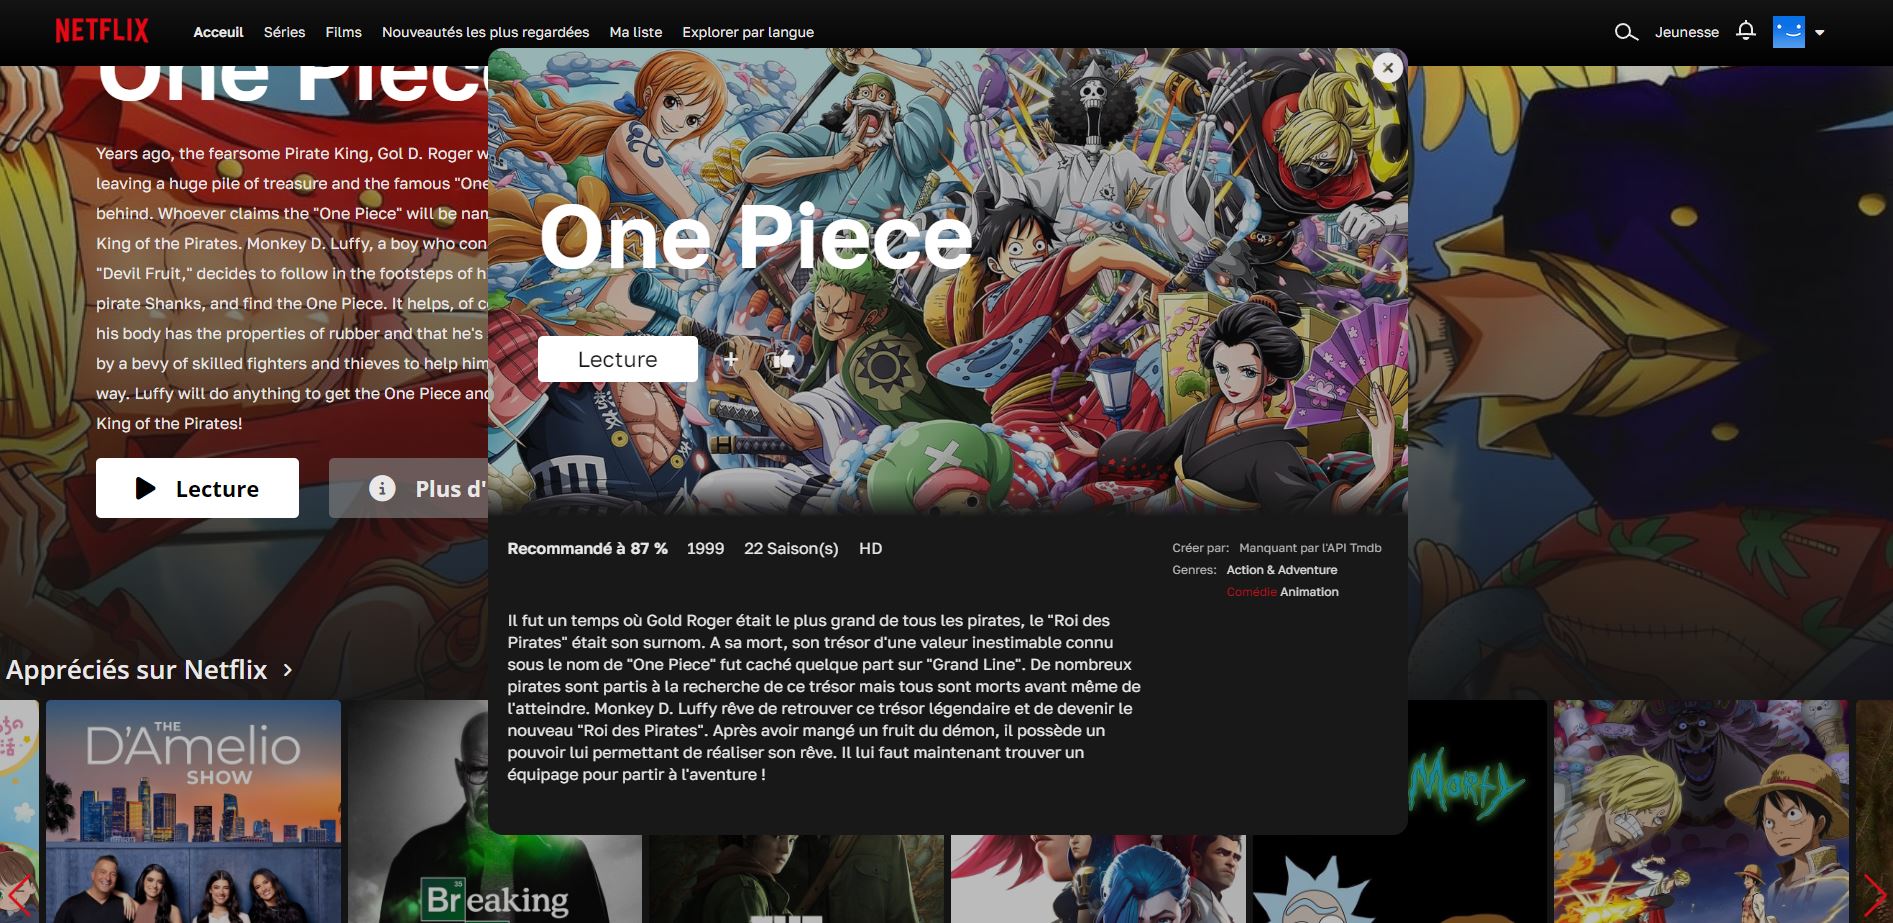 NETFLIX
Acceuil Séries Films Nouveautés les plus regardées Ma liste Explorer par langue
Jeunesse
One Piec
Years ago, the fearsome Pirate King, Gol D. Roger w
leaving a huge pile of treasure and the famous "One
behind. Whoever claims the "One Piece" will be nam
King of the Pirates. Monkey D. Luffy, a boy who con
"Devil Fruit," decides to follow in the footsteps of h
pirate Shanks, and find the One Piece. It helps, of c
his body has the properties of rubber and that he's
by a bevy of skilled fighters and thieves to help him
way. Luffy will do anything to get the One Piece and
King of the Pirates!
Lecture
Plus d'
One Piece
Lecture
Recommandé à 87 % 1999 22 Saison(s) HD
Créer par: Manquant par l'API Tmdb
Genres: Action & Adventure
Comédie Animation
Il fut un temps où Gold Roger était le plus grand de tous les pirates, le "Roi des
Pirates" était son surnom. A sa mort, son trésor d'une valeur inestimable connu
sous le nom de "One Piece" fut caché quelque part sur "Grand Line". De nombreux
pirates sont partis à la recherche de ce trésor mais tous sont morts avant même de
l'atteindre. Monkey D. Luffy rêve de retrouver ce trésor légendaire et de devenir le
nouveau "Roi des Pirates". Après avoir mangé un fruit du démon, il possède un
pouvoir lui permettant de réaliser son rêve. Il lui faut maintenant trouver un
équipage pour partir à l'aventure !
Appréciés sur Netflix
THE
D'Amelio
SHOW
35
Breaking
Morty